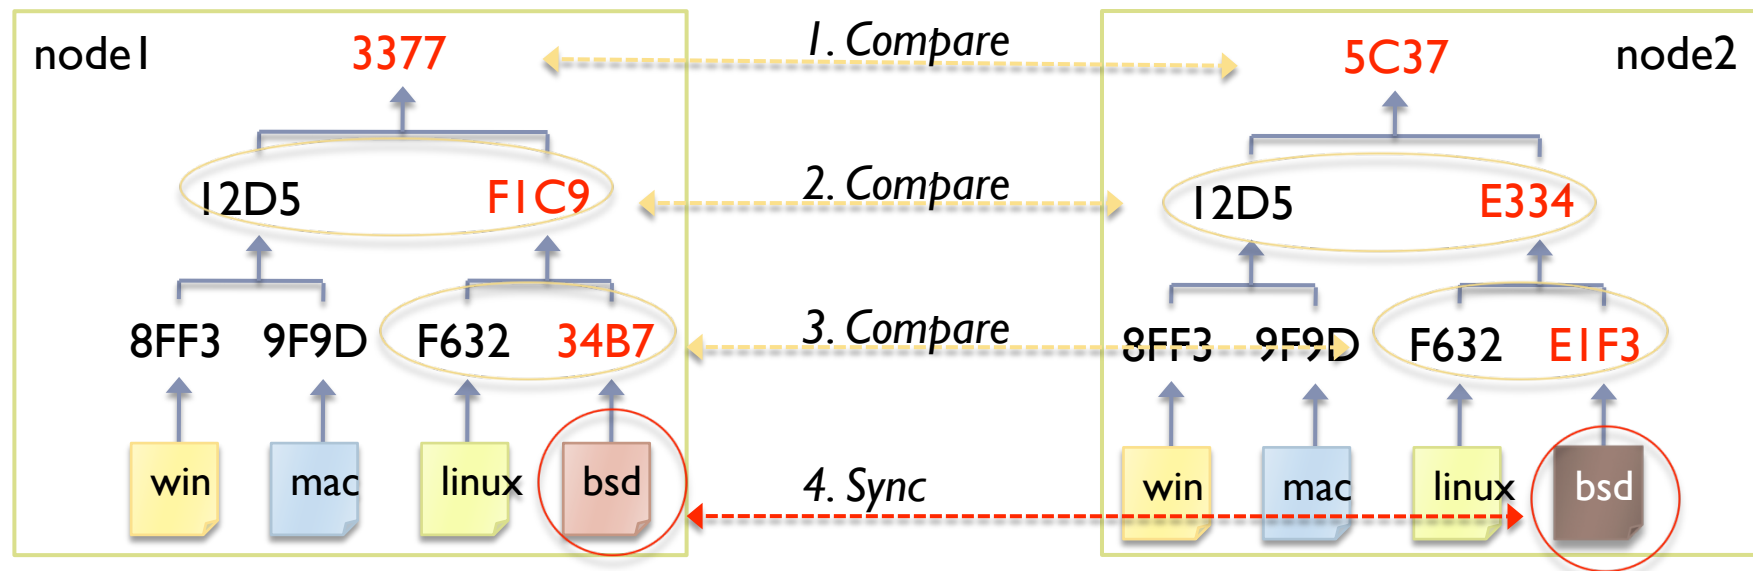 node1 3377 1. Compare 5C37 node2
12D5 F1C9 2. Compare 12D5 E334
8FF3 9F9D F632 34B7 3. Compare 8FF3 9F9D F632 E1F3
win mac linux bsd 4. Sync win mac linux bsd